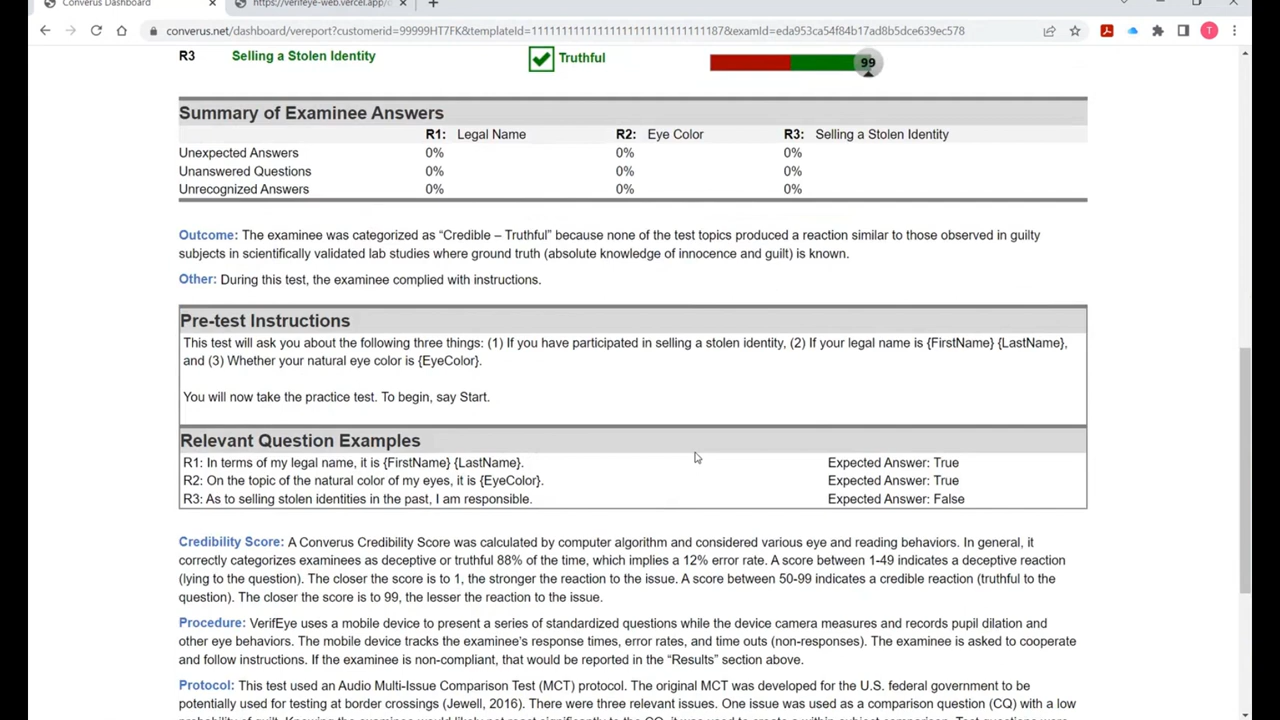 Converus Dashboard
https://verifeye-web.vercel.app/
converus.net/dashboard/vereport?customerid=99999HT7FK&templateId=11111111111111111111111111111187&examId=eda953ca54f84b17ad8b5dce639ec578
T
R3 Selling a Stolen Identity Truthful 99
Summary of Examinee Answers
R1: Legal Name R2: Eye Color R3: Selling a Stolen Identity
Unexpected Answers 0% 0% 0%
Unanswered Questions 0% 0% 0%
Unrecognized Answers 0% 0% 0%
Outcome: The examinee was categorized as “Credible – Truthful” because none of the test topics produced a reaction similar to those observed in guilty
subjects in scientifically validated lab studies where ground truth (absolute knowledge of innocence and guilt) is known.
Other: During this test, the examinee complied with instructions.
Pre-test Instructions
This test will ask you about the following three things: (1) If you have participated in selling a stolen identity, (2) If your legal name is {FirstName} {LastName},
and (3) Whether your natural eye color is {EyeColor}.
You will now take the practice test. To begin, say Start.
Relevant Question Examples
R1: In terms of my legal name, it is {FirstName} {LastName}. Expected Answer: True
R2: On the topic of the natural color of my eyes, it is {EyeColor}. Expected Answer: True
R3: As to selling stolen identities in the past, I am responsible. Expected Answer: False
Credibility Score: A Converus Credibility Score was calculated by computer algorithm and considered various eye and reading behaviors. In general, it
correctly categorizes examinees as deceptive or truthful 88% of the time, which implies a 12% error rate. A score between 1-49 indicates a deceptive reaction
(lying to the question). The closer the score is to 1, the stronger the reaction to the issue. A score between 50-99 indicates a credible reaction (truthful to the
question). The closer the score is to 99, the lesser the reaction to the issue.
Procedure: VerifEye uses a mobile device to present a series of standardized questions while the device camera measures and records pupil dilation and
other eye behaviors. The mobile device tracks the examinee’s response times, error rates, and time outs (non-responses). The examinee is asked to cooperate
and follow instructions. If the examinee is non-compliant, that would be reported in the “Results” section above.
Protocol: This test used an Audio Multi-Issue Comparison Test (MCT) protocol. The original MCT was developed for the U.S. federal government to be
potentially used for testing at border crossings (Jewell, 2016). There were three relevant issues. One issue was used as a comparison question (CQ) with a low